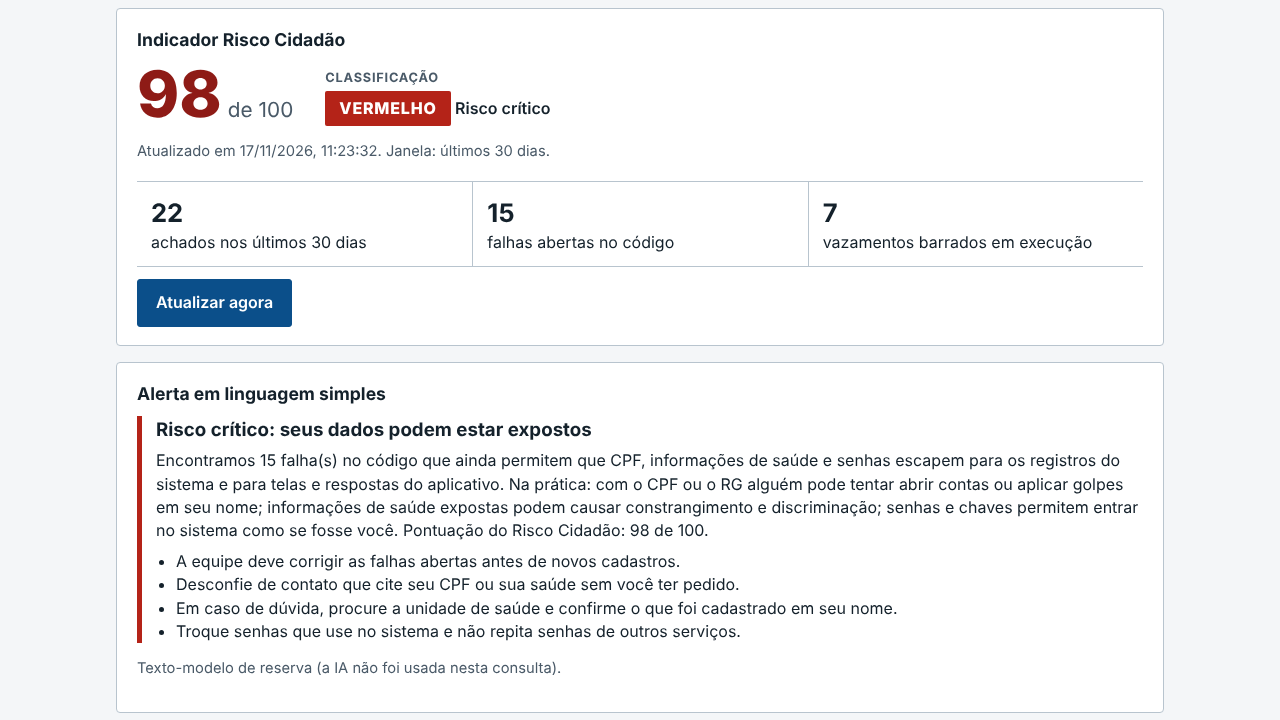 Indicador Risco Cidadão
98 de 100
CLASSIFICAÇÃO
VERMELHO Risco crítico
Atualizado em 17/11/2026, 11:23:32. Janela: últimos 30 dias.
22
achados nos últimos 30 dias
15
falhas abertas no código
7
vazamentos barrados em execução
Atualizar agora
Alerta em linguagem simples
Risco crítico: seus dados podem estar expostos
Encontramos 15 falha(s) no código que ainda permitem que CPF, informações de saúde e senhas escapem para os registros do
sistema e para telas e respostas do aplicativo. Na prática: com o CPF ou o RG alguém pode tentar abrir contas ou aplicar golpes
em seu nome; informações de saúde expostas podem causar constrangimento e discriminação; senhas e chaves permitem entrar
no sistema como se fosse você. Pontuação do Risco Cidadão: 98 de 100.
• A equipe deve corrigir as falhas abertas antes de novos cadastros.
• Desconfie de contato que cite seu CPF ou sua saúde sem você ter pedido.
• Em caso de dúvida, procure a unidade de saúde e confirme o que foi cadastrado em seu nome.
• Troque senhas que use no sistema e não repita senhas de outros serviços.
Texto-modelo de reserva (a IA não foi usada nesta consulta).